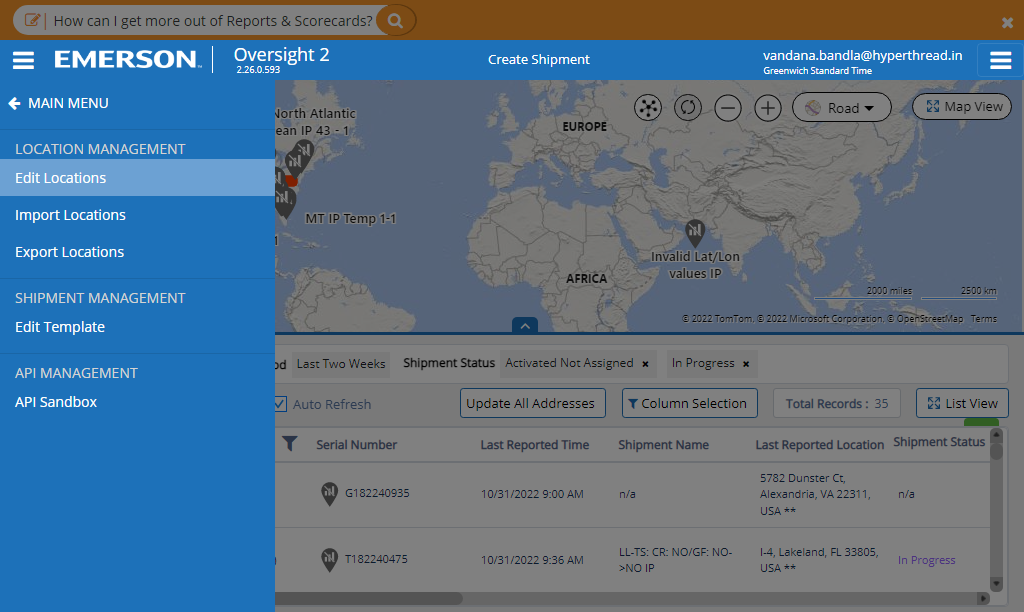 How can I get more out of Reports & Scorecards?
EMERSON
Oversight 2
2.26.0.593
Create Shipment
vandana.bandla@hyperthread.in
Greenwich Standard Time
MAIN MENU
LOCATION MANAGEMENT
Edit Locations
Import Locations
Export Locations
SHIPMENT MANAGEMENT
Edit Template
API MANAGEMENT
API Sandbox
North Atlantic
ean IP 43 - 1
MT IP Temp 1-1
EUROPE
AFRICA
Invalid Lat/Lon
values IP
Road
Map View
2000 miles
2500 km
© 2022 TomTom, © 2022 Microsoft Corporation, © OpenStreetMap Terms
od Last Two Weeks Shipment Status Activated Not Assigned × In Progress ×
Auto Refresh Update All Addresses Column Selection Total Records : 35 List View
Serial Number Last Reported Time Shipment Name Last Reported Location Shipment Status
G182240935 10/31/2022 9:00 AM n/a
5782 Dunster Ct,
Alexandria, VA 22311,
USA **
n/a
T182240475 10/31/2022 9:36 AM
LL-TS: CR: NO/GF: NO-
>NO IP
I-4, Lakeland, FL 33805,
USA **
In Progress